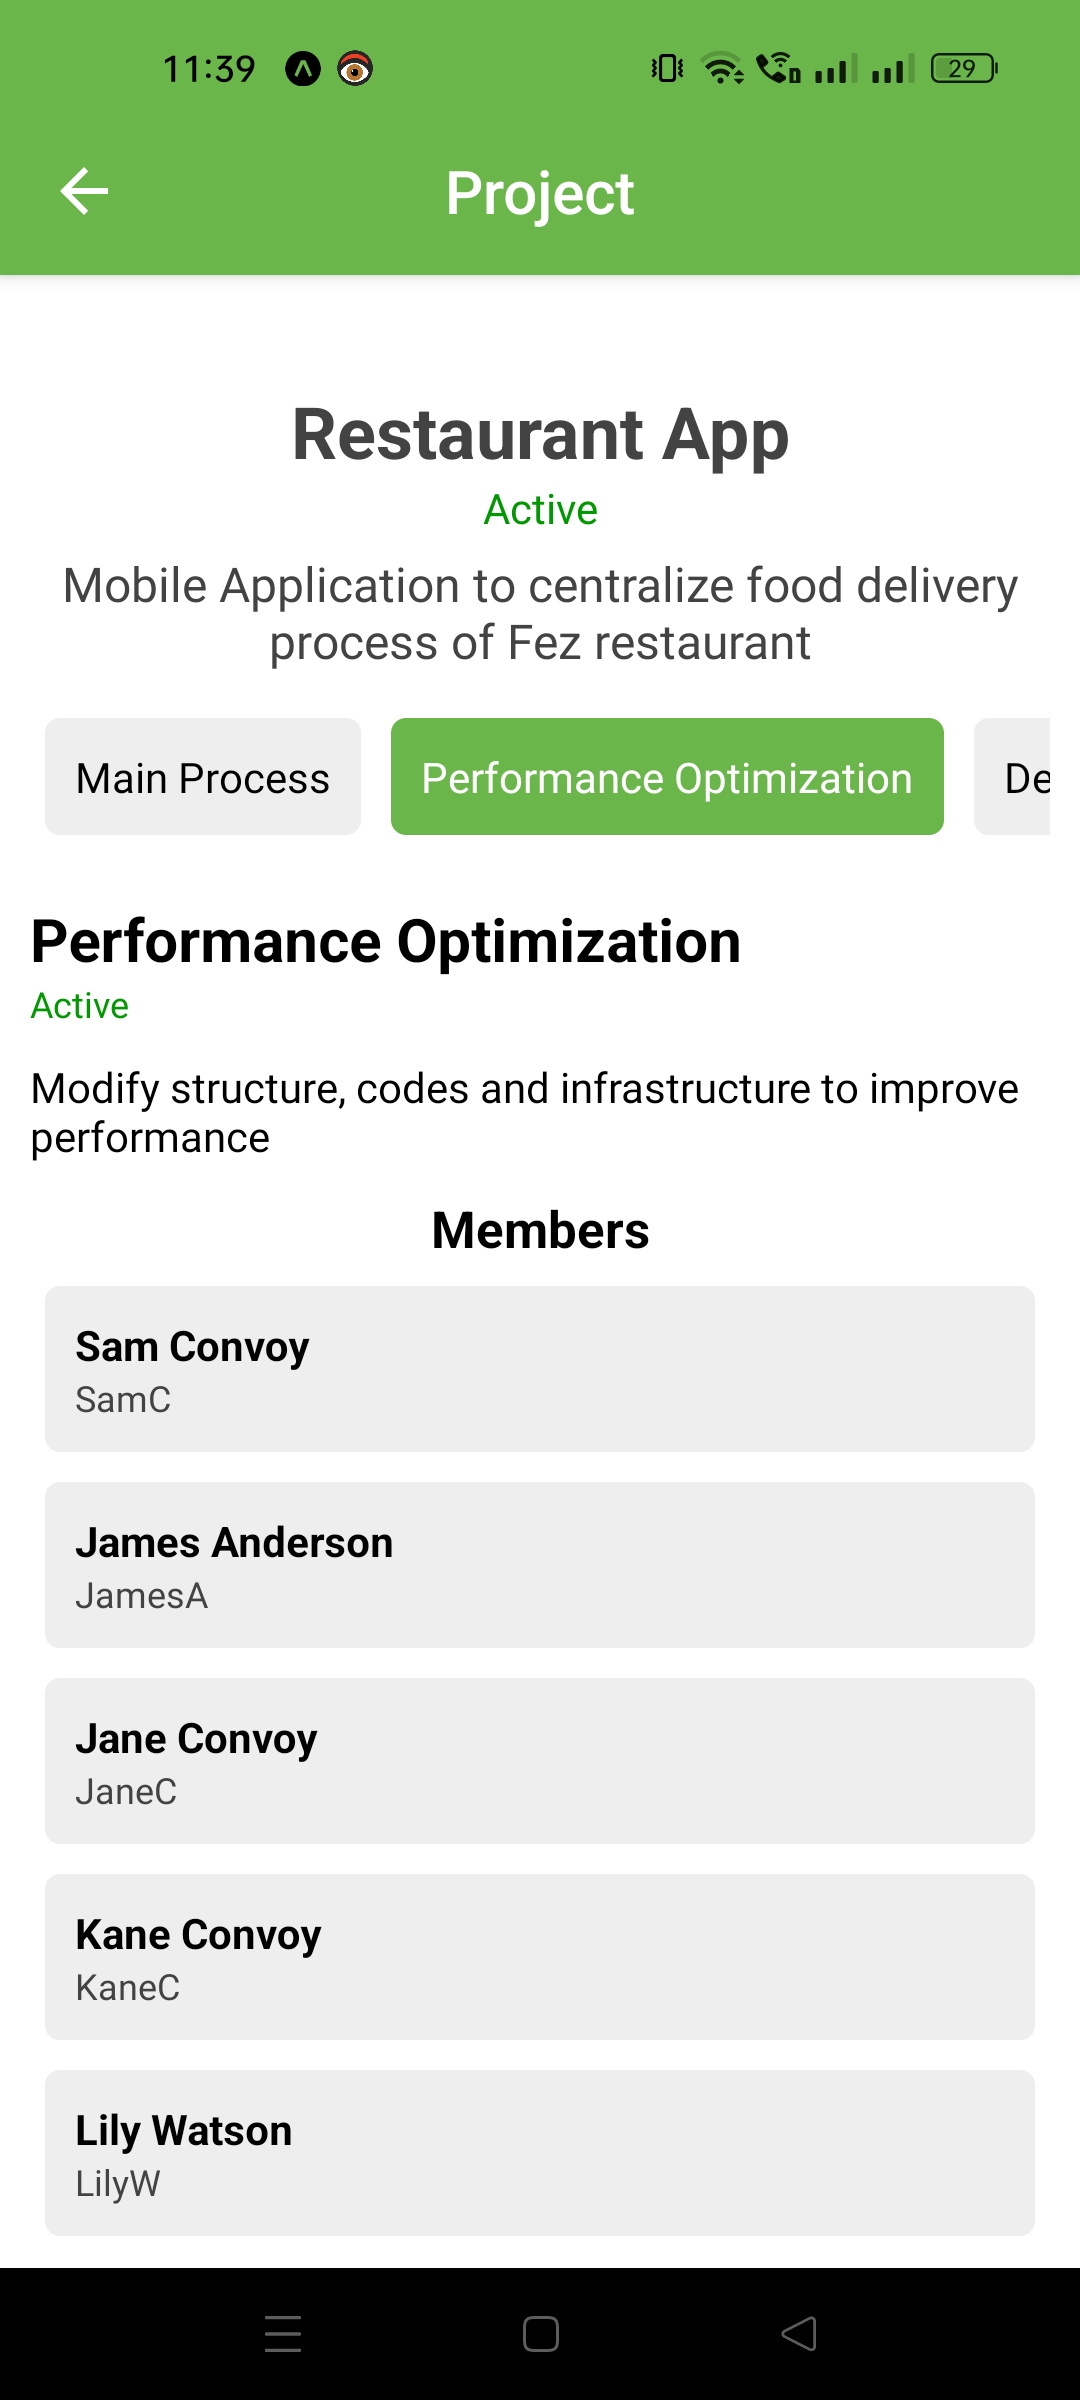 11:39
29
Project
Restaurant App
Active
Mobile Application to centralize food delivery
process of Fez restaurant
Main Process
Performance Optimization
De
Performance Optimization
Active
Modify structure, codes and infrastructure to improve
performance
Members
Sam Convoy
SamC
James Anderson
JamesA
Jane Convoy
JaneC
Kane Convoy
KaneC
Lily Watson
LilyW